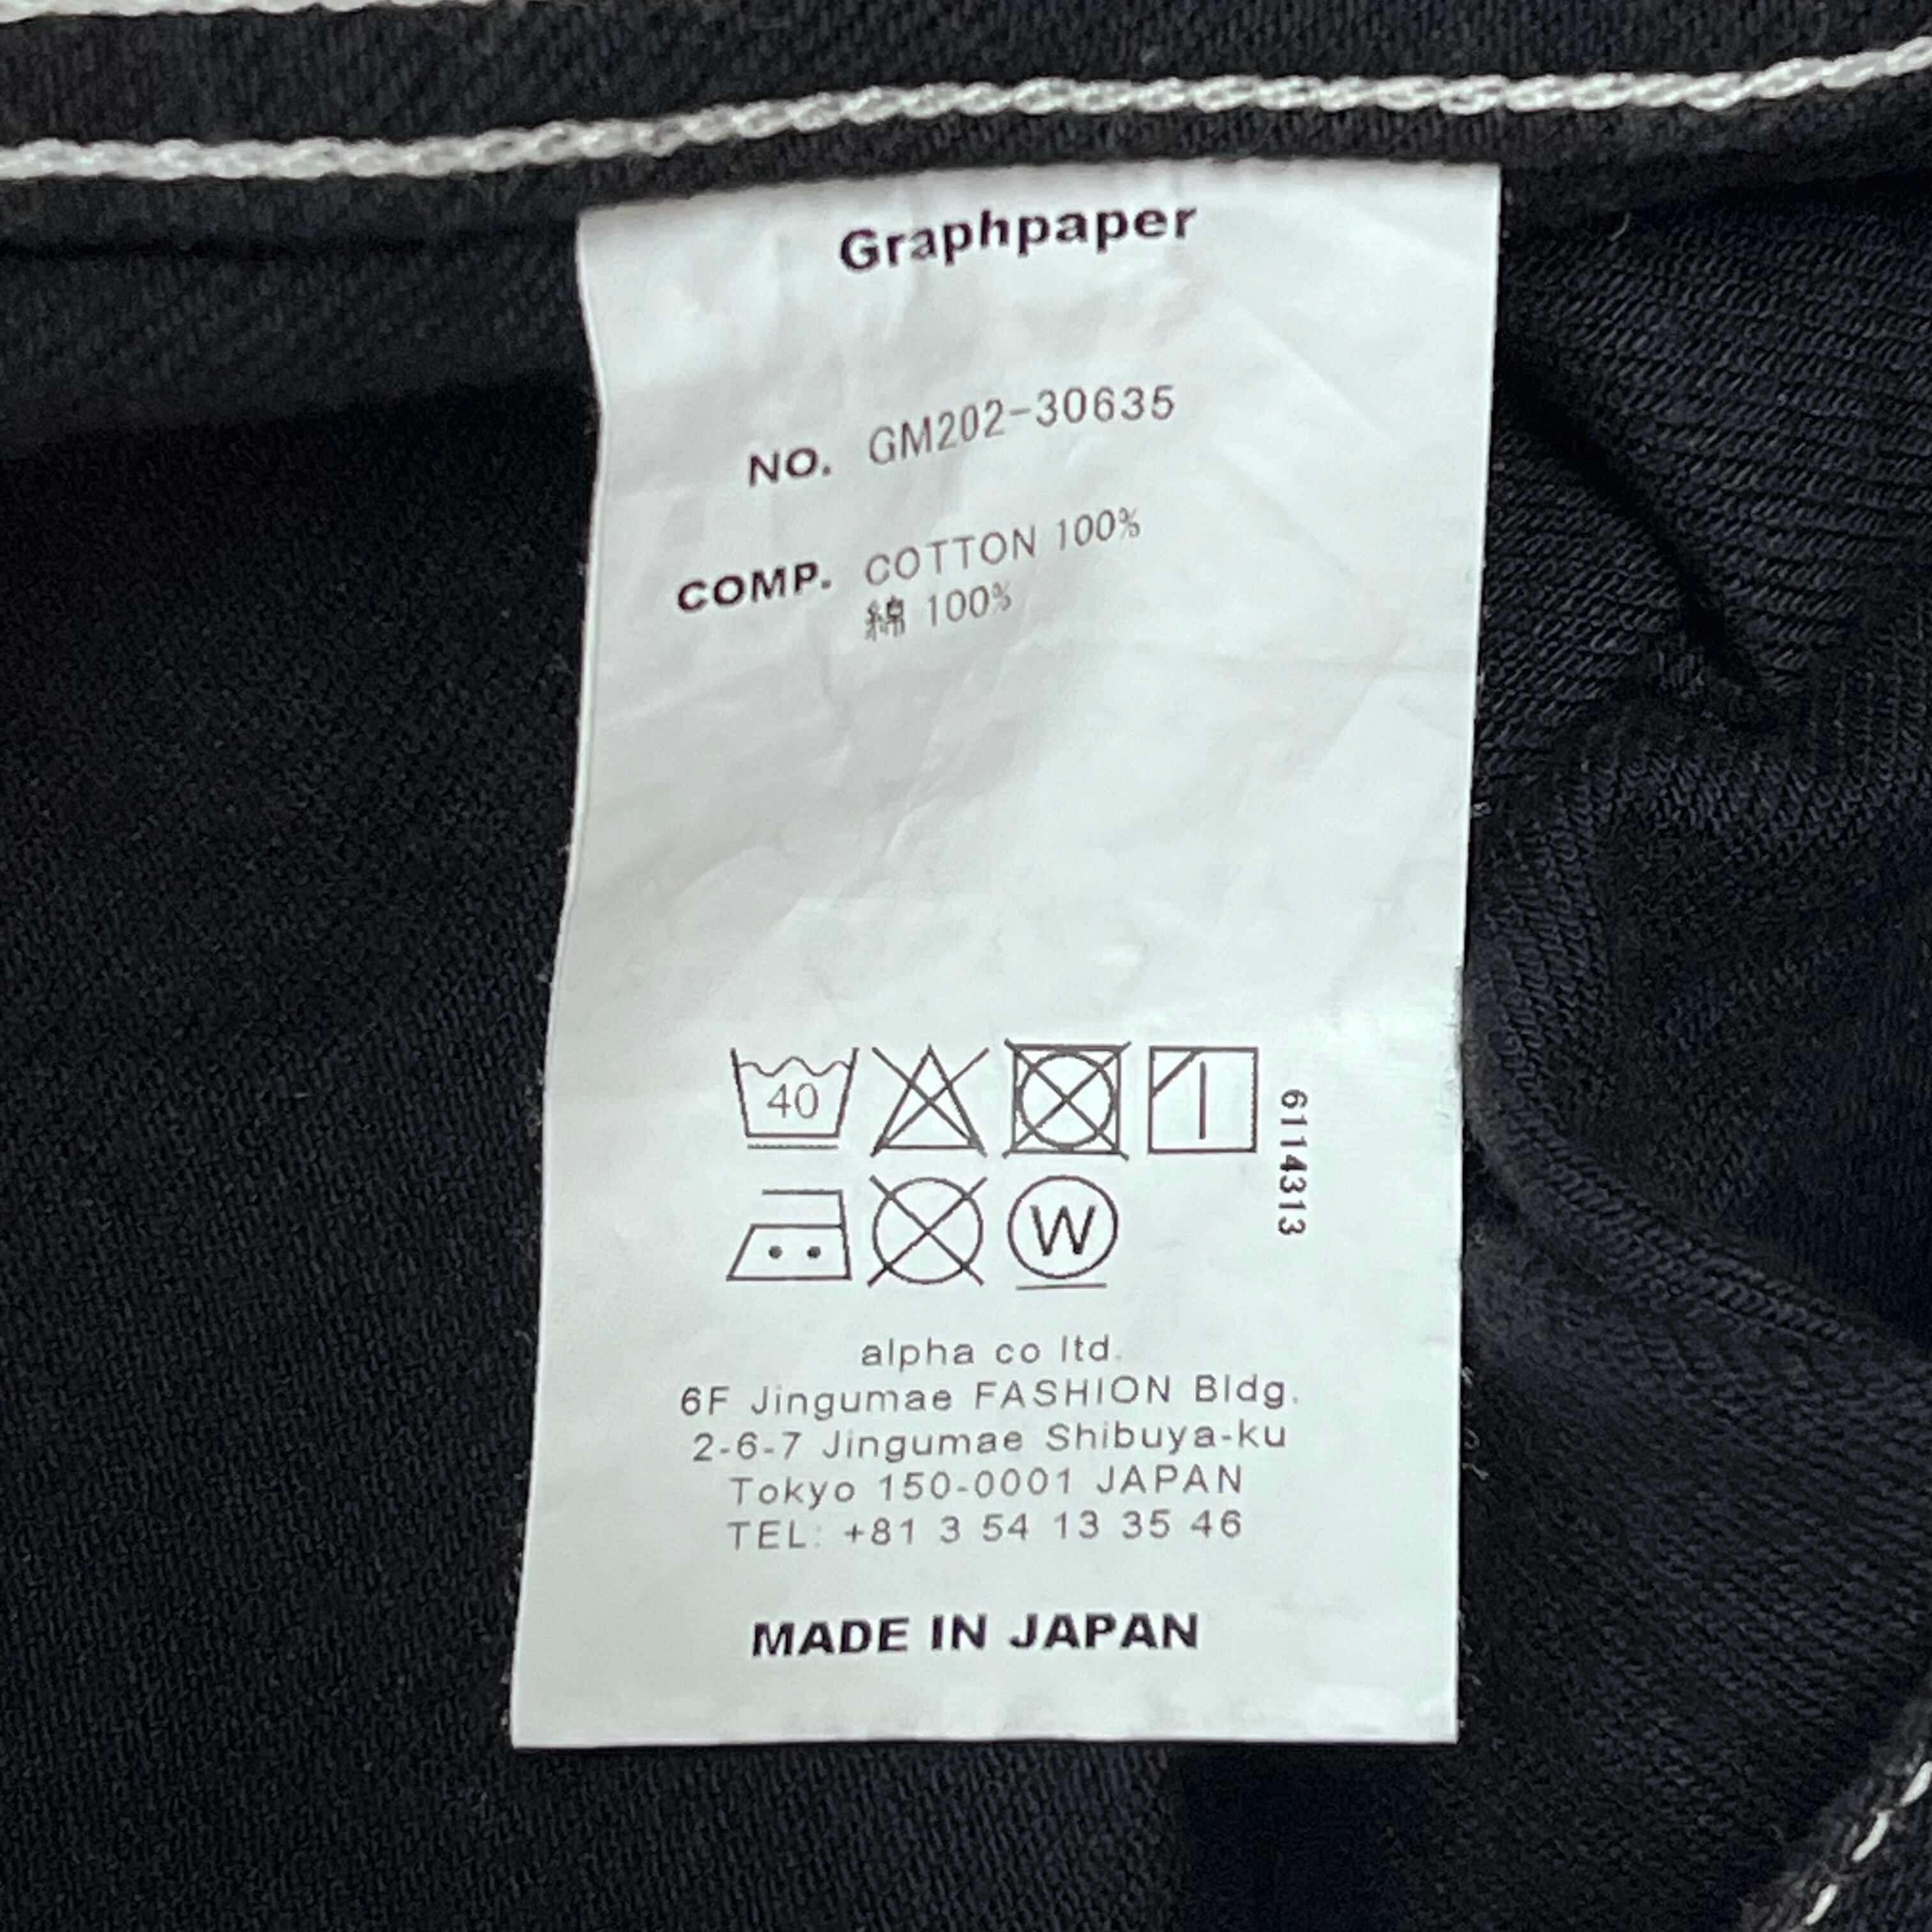 Graphpaper
NO. GM202-30635
COMP. COTTON 100%
綿 100%
40
6114313
W
alpha co ltd.
6F Jingumae FASHION Bldg.
2-6-7 Jingumae Shibuya-ku
Tokyo 150-0001 JAPAN
TEL: +81 3 54 13 35 46
MADE IN JAPAN